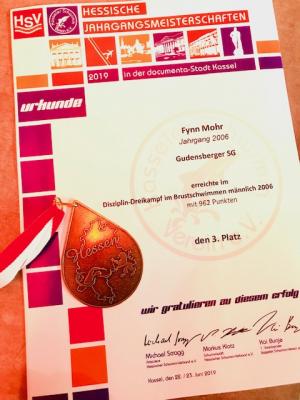 HSV
HESSISCHE
JAHRGANGSMEISTERSCHAFTEN
2019 in der documenta-Stadt Kassel
urkunde
Fynn Mohr
Jahrgang 2006
Gudensberger SG
erreichte im
Disziplin-Dreikampf im Brustschwimmen männlich 2006
mit 962 Punkten
den 3. Platz
Hessen
wir gratulieren zu diesem erfolg
Michael Stragg
Markus Klotz
Kai Bunge
Kassel, den 22. / 23. Juni 2019